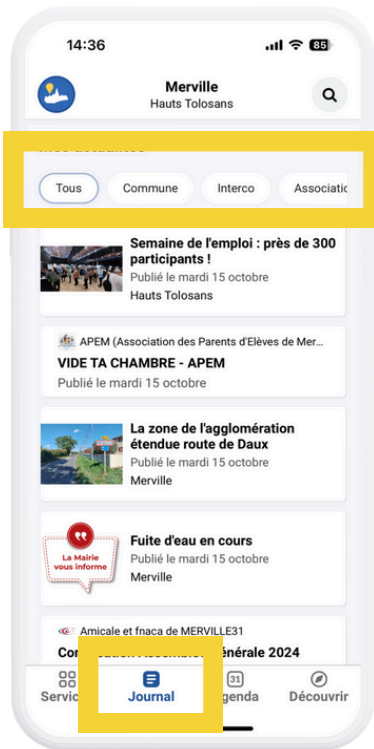 14:36
85
Merville
Hauts Tolosans
Tous
Commune
Interco
Semaine de l'emploi : près de 300
participants !
Publié le mardi 15 octobre
Hauts Tolosans
APEM (Association des Parents d'Elèves de Mer...
VIDE TA CHAMBRE - APEM
Publié le mardi 15 octobre
La zone de l'agglomération
étendue route de Daux
Publié le mardi 15 octobre
Merville
La Mairie
vous informe
Fuite d'eau en cours
Publié le mardi 15 octobre
Merville
Amicale et fnaca de MERVILLE31
énérale 2024
31
Journal
Découvrir